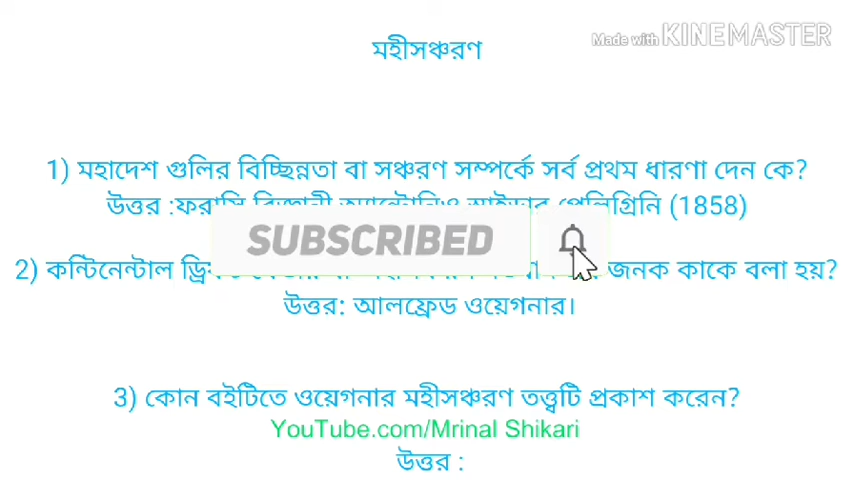 মহীসঞ্চরণ
Made with KINEMASTER
1) মহাদেশ গুলির বিচ্ছিন্নতা বা সঞ্চরণ সম্পর্কে সর্ব প্রথম ধারণা দেন কে?
উত্তর :ফরাসি বিজ্ঞানী অ্যান্টোনিও স্নাইডার পেলিগ্রিনি (1858)
SUBSCRIBED
2) কন্টিনেন্টাল জনক কাকে বলা হয়?
উত্তর: আলফ্রেড ওয়েগনার।
3) কোন বইটিতে ওয়েগনার মহীসঞ্চরণ তত্ত্বটি প্রকাশ করেন?
YouTube.com/Mrinal Shikari
উত্তর :